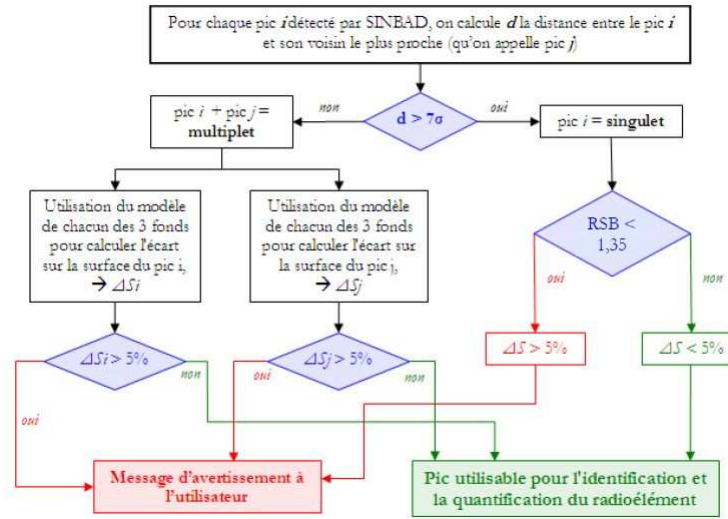 Pour chaque pic i détecté par SINBAD, on calcule d la distance entre le pic i
et son voisin le plus proche (qu'on appelle pic j)
pic i + pic j =
multiplet
non
d > 7σ
oui
pic i = singulet
Utilisation du modèle
de chacun des 3 fonds
pour calculer l'écart
sur la surface du pic i,
→ ΔSi
Utilisation du modèle
de chacun des 3 fonds
pour calculer l'écart
sur la surface du pic j,
→ ΔSj
RSB <
1,35
oui
non
ΔS > 5%
ΔS < 5%
ΔSi > 5%
non
oui
ΔSj > 5%
oui
non
Message d'avertissement à
l'utilisateur
Pic utilisable pour l'identification et
la quantification du radioélément